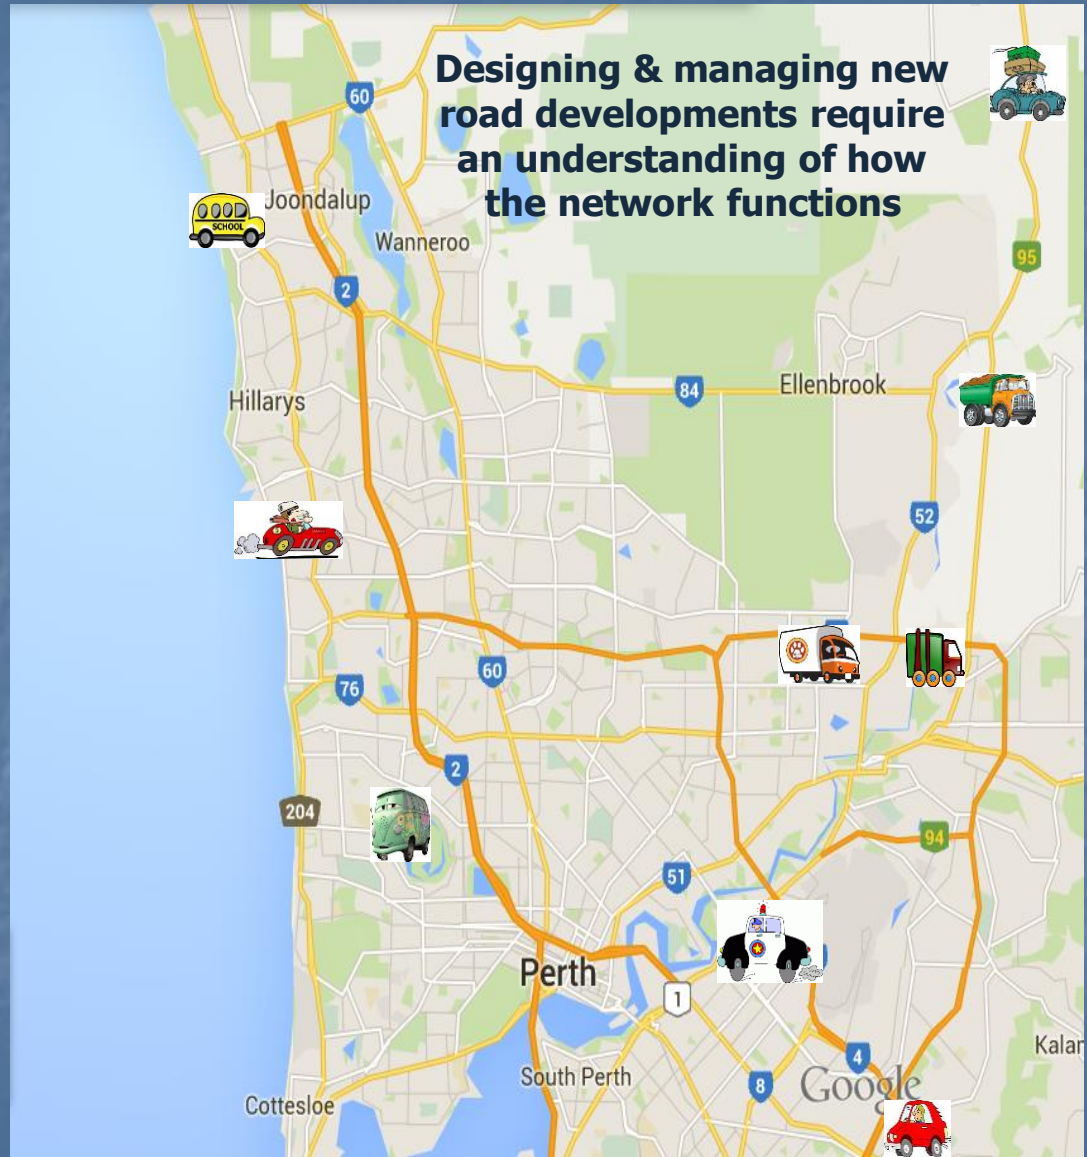 Designing & managing new
road developments require
an understanding of how
the network functions
60
Joondalup
SCHOOL
Wanneroo
95
2
84
Ellenbrook
Hillarys
52
60
76
2
204
94
51
Perth
1
Kalar
4
South Perth
8
Google
Cottesloe